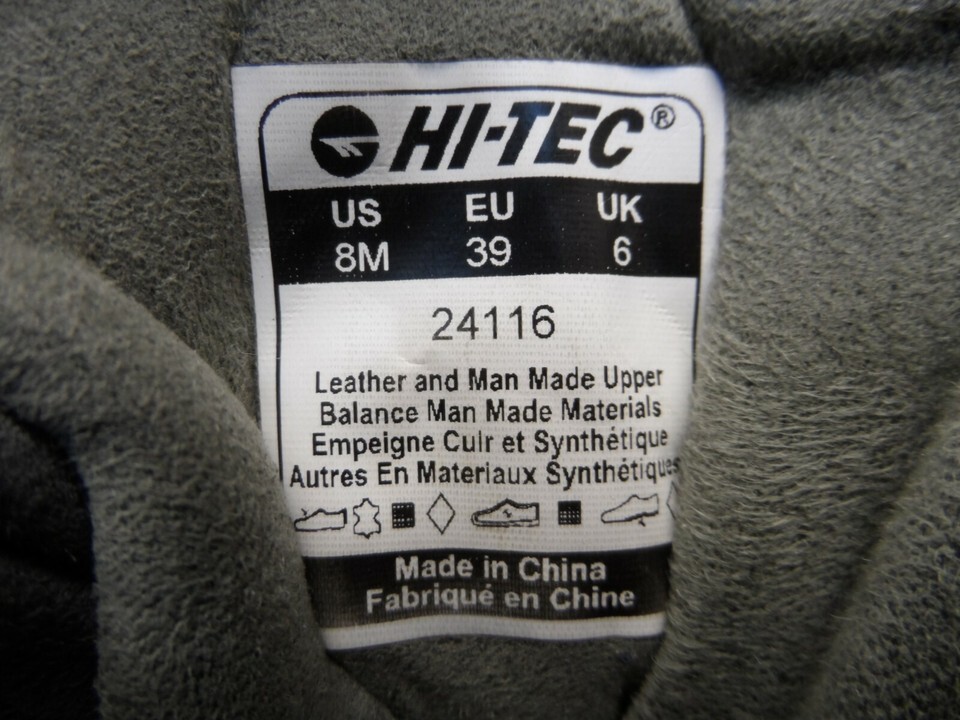 HI-TEC®
US EU UK
8M 39 6
24116
Leather and Man Made Upper
Balance Man Made Materials
Empeigne Cuir et Synthétique
Autres En Materiaux Synthétiques
Made in China
Fabriqué en Chine